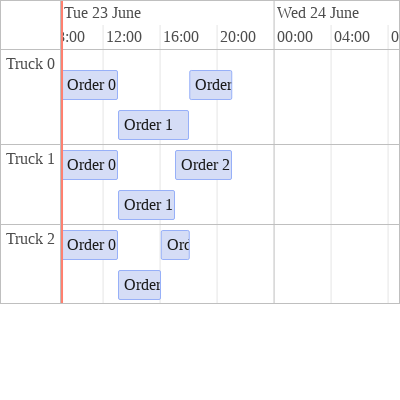 Tue 23 June Wed 24 June
:00 12:00 16:00 20:00 00:00 04:00 0
Truck 0
Order 0 Order
Order 1
Truck 1
Order 0 Order 2
Order 1
Truck 2
Order 0 Ord
Order